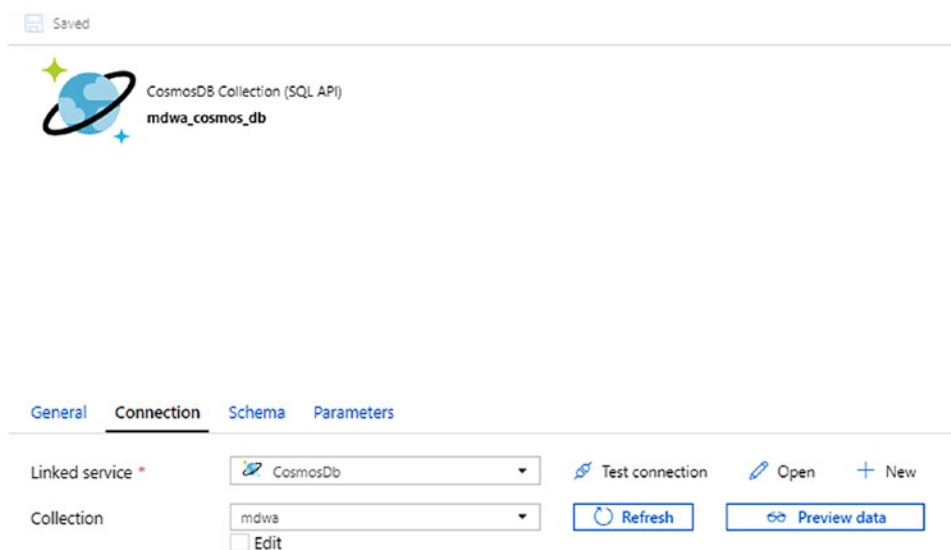 Saved
CosmosDB Collection (SQL API)
mdwa_cosmos_db
General Connection Schema Parameters
Linked service * CosmosDb Test connection Open New
Collection mdwa Refresh Preview data
Edit